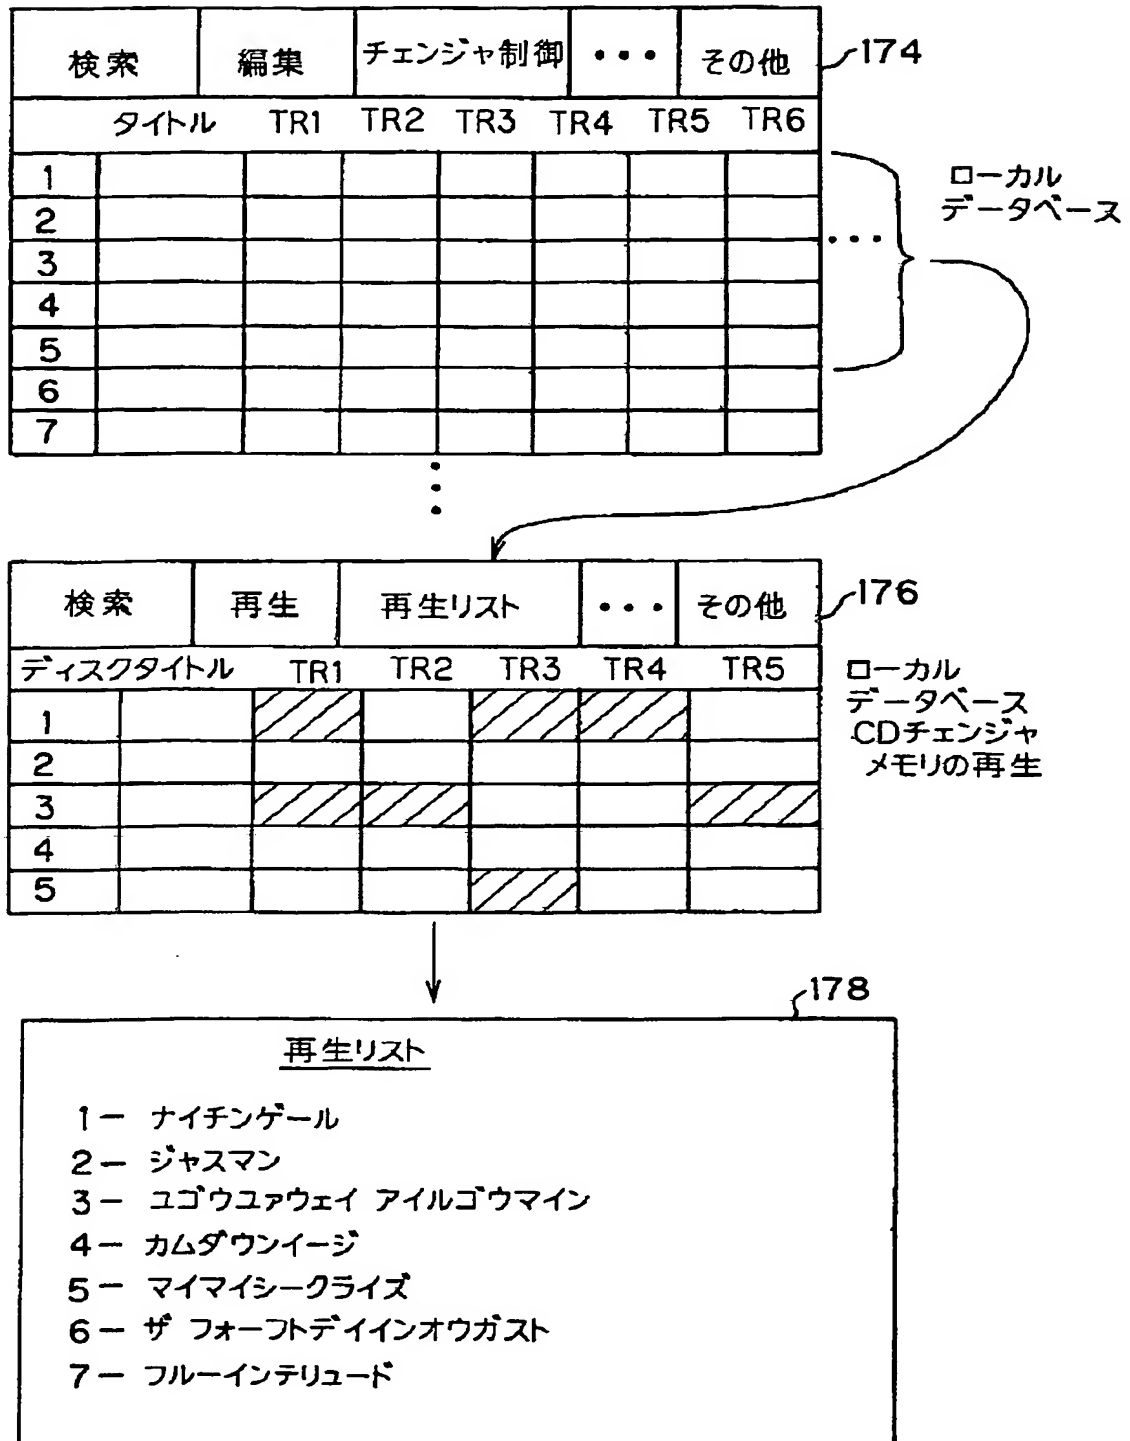 検索 編集 チェンジャ制御 ••• その他 174
タイトル TR1 TR2 TR3 TR4 TR5 TR6
1
2
3
4
5
6
7
ローカル
データベース
•••
検索 再生 再生リスト ••• その他 176
ディスクタイトル TR1 TR2 TR3 TR4 TR5
1
2
3
4
5
ローカル
データベース
CDチェンジャ
メモリの再生
178
再生リスト
1ー ナイチンゲール
2ー ジャスマン
3ー ユゴウユアウェイ アイルゴウマイン
4ー カムダウンイージ
5ー マイマイシークライズ
6ー ザ フォーフトデイインオウガスト
7ー フルーインテリュード